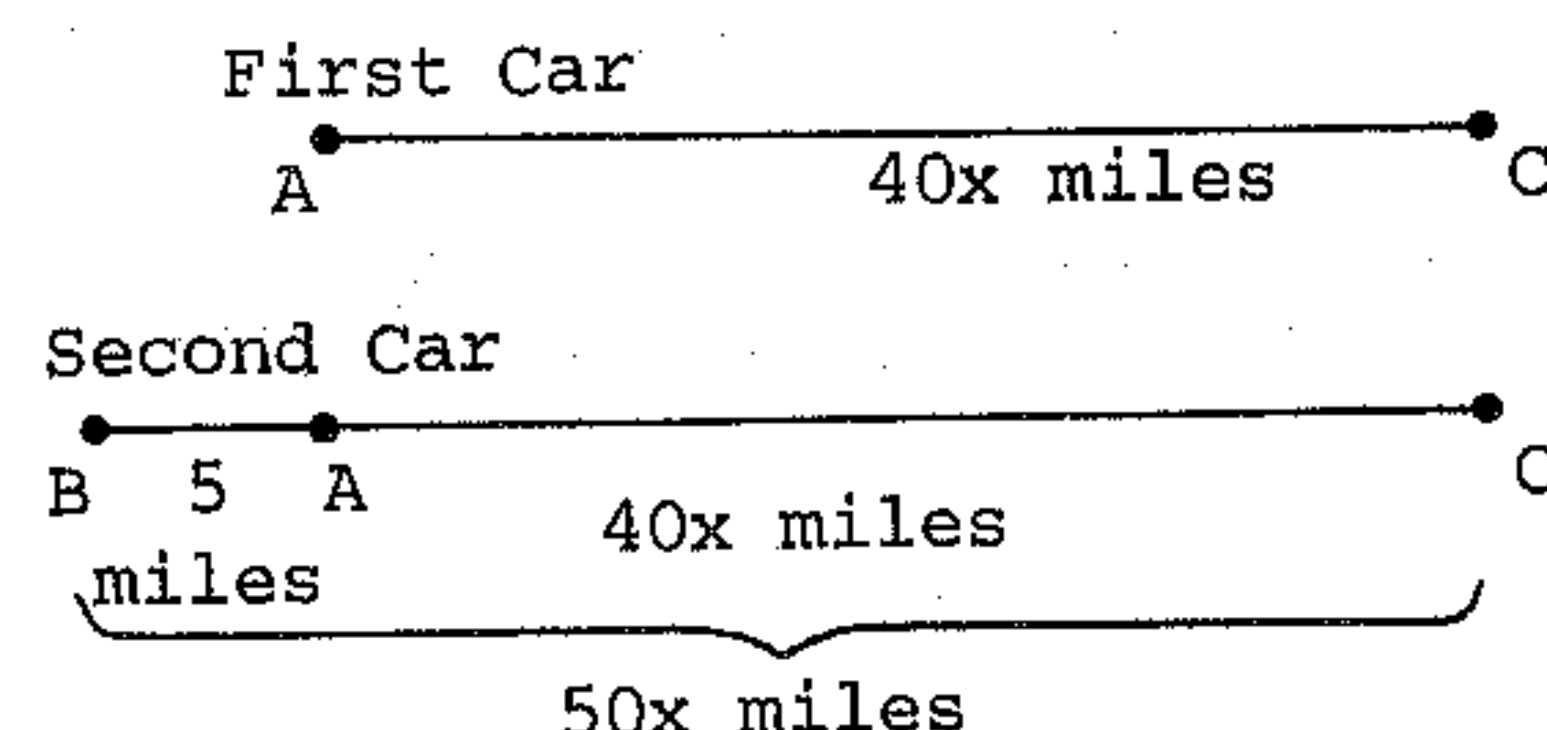 First Car
A 40x miles C
Second Car
B 5 A C
miles 40x miles
50x miles